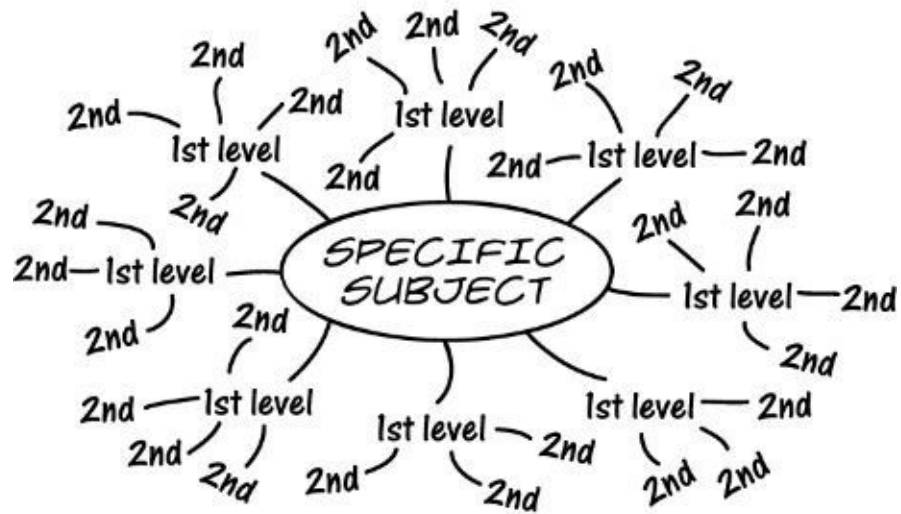 2nd 2nd 2nd
2nd 1st level 2nd
2nd
2nd 2nd 2nd
1st level
2nd
2nd 2nd
2nd 1st level 2nd
2nd
2nd 1st level
2nd
SPECIFIC
SUBJECT
2nd 2nd
1st level 2nd
2nd
2nd
2nd 1st level
2nd 2nd
1st level 2nd
2nd 2nd
1st level 2nd
2nd 2nd